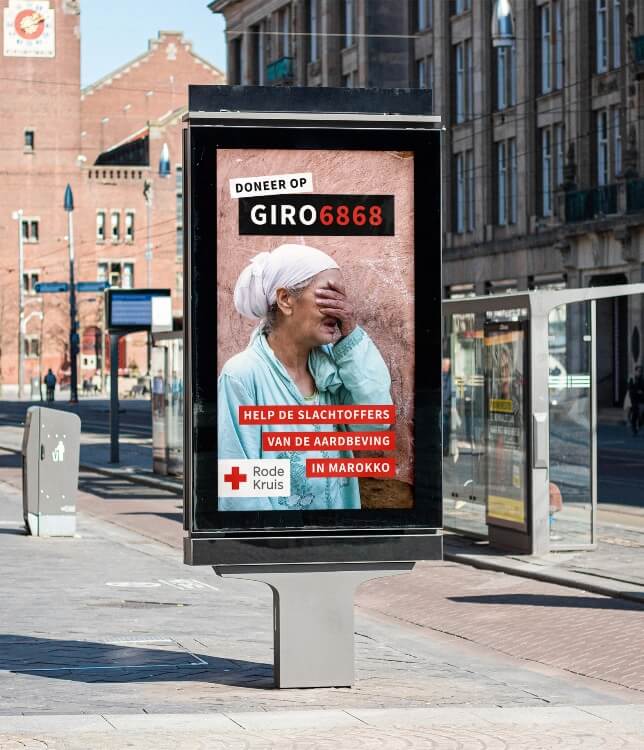 DONEER OP
GIRO6868
HELP DE SLACHTOFFERS
VAN DE AARDBEVING
IN MAROKKO
Rode
Kruis